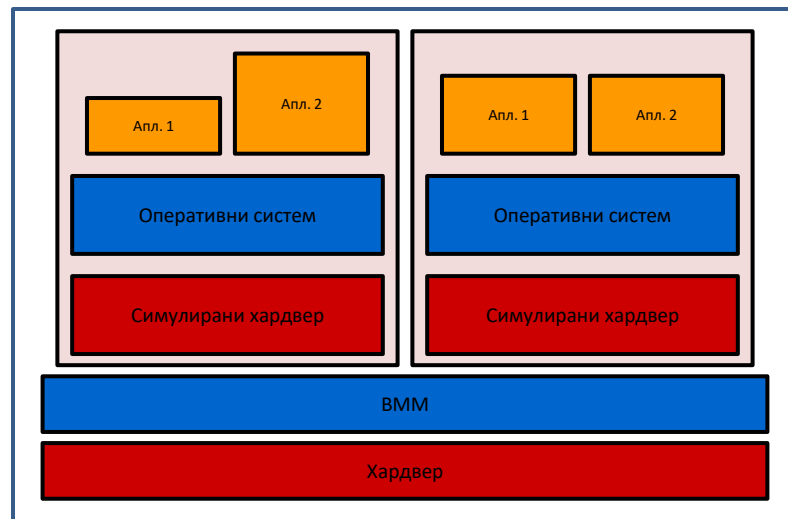 Апл. 1
Апл. 2
Апл. 1
Апл. 2
Оперативни систем
Оперативни систем
Симулирани хардвер
Симулирани хардвер
ВММ
Хардвер